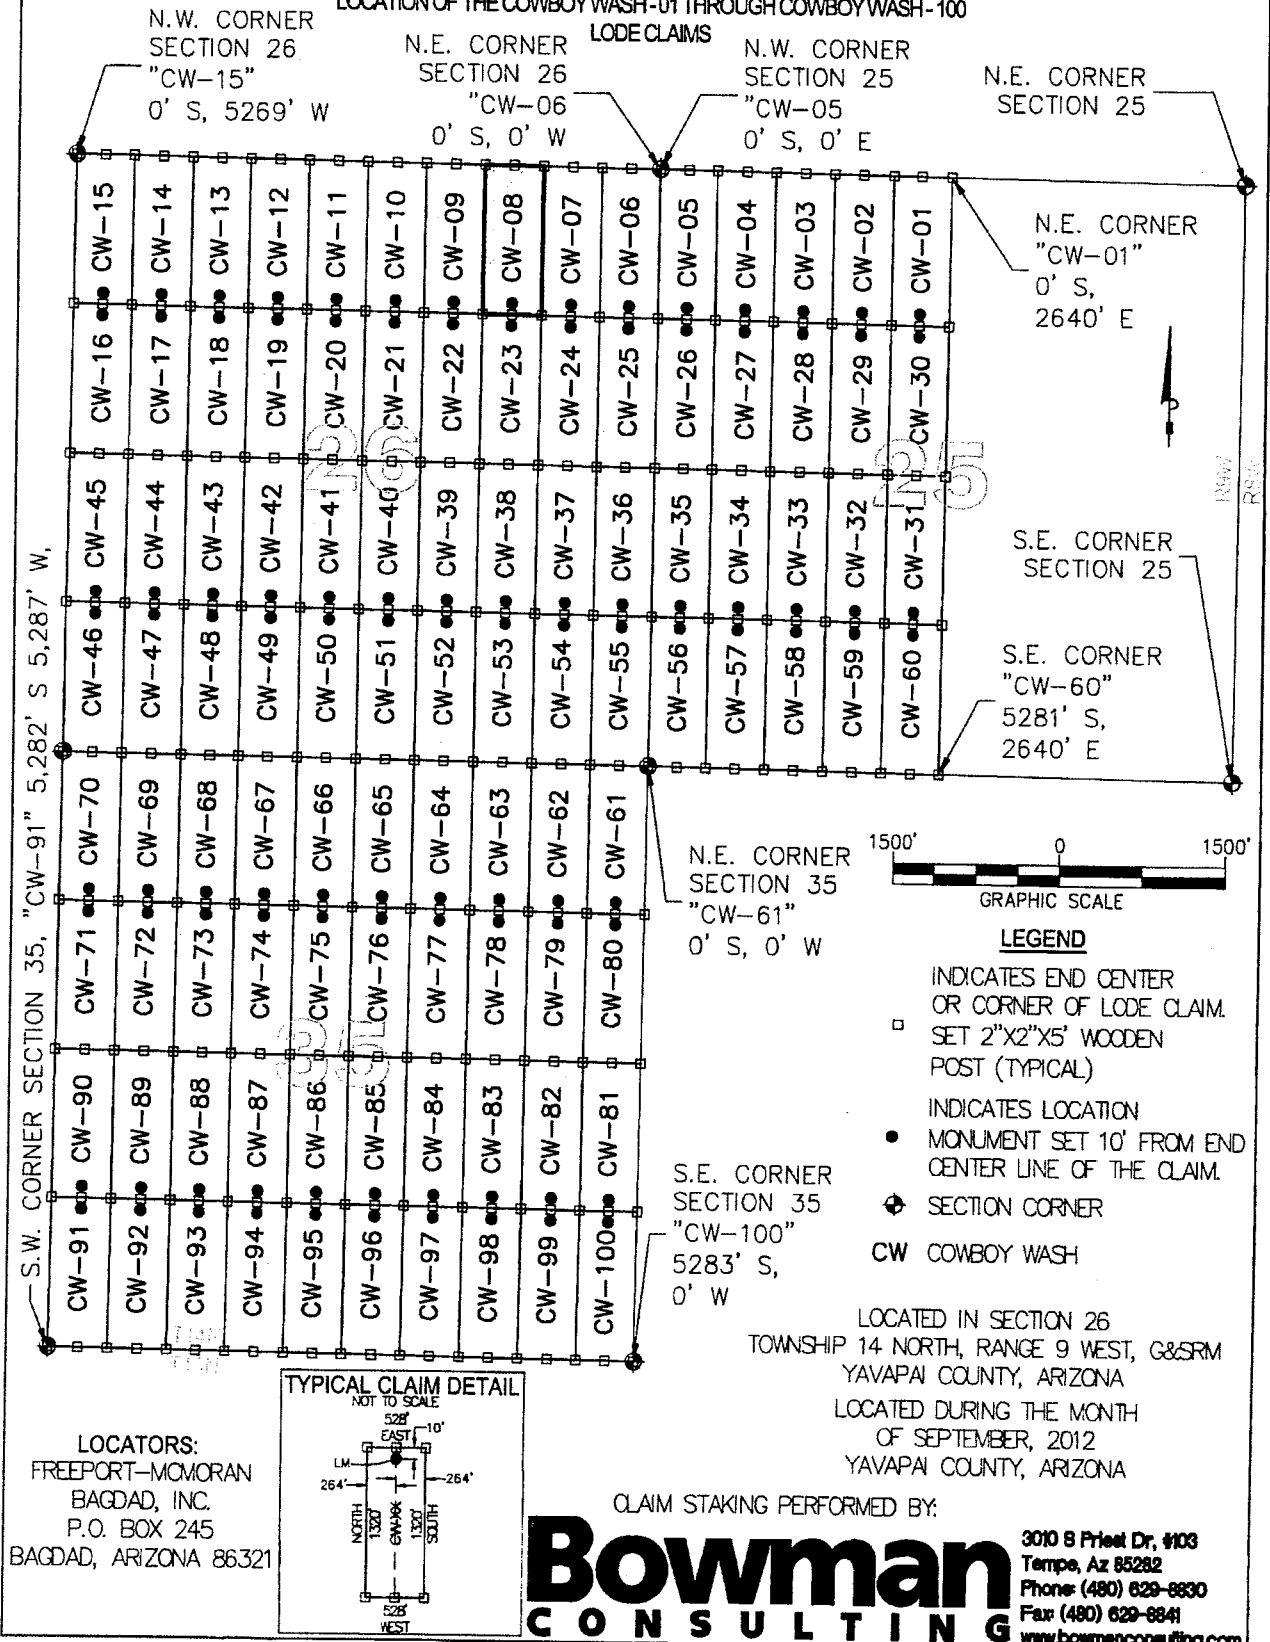 LOCATION OF THE COWBOY WASH-01 THROUGH COWBOY WASH-100
LODE CLAIMS
N.W. CORNER
SECTION 26
"CW-15"
0' S, 5269' W
N.E. CORNER
SECTION 26
"CW-06
0' S, 0' W
N.W. CORNER
SECTION 25
"CW-05
0' S, 0' E
N.E. CORNER
SECTION 25
CW-15 CW-14 CW-13 CW-12 CW-11 CW-10 CW-09 CW-08 CW-07 CW-06 CW-05 CW-04 CW-03 CW-02 CW-01
N.E. CORNER
"CW-01"
0' S,
2640' E
CW-16 CW-17 CW-18 CW-19 CW-20 CW-21 CW-22 CW-23 CW-24 CW-25 CW-26 CW-27 CW-28 CW-29 CW-30
26
25
R9W
R8W
CW-45 CW-44 CW-43 CW-42 CW-41 CW-40 CW-39 CW-38 CW-37 CW-36 CW-35 CW-34 CW-33 CW-32 CW-31
S.E. CORNER
SECTION 25
CW-46 CW-47 CW-48 CW-49 CW-50 CW-51 CW-52 CW-53 CW-54 CW-55 CW-56 CW-57 CW-58 CW-59 CW-60
S.E. CORNER
"CW-60"
5281' S,
2640' E
S.W. CORNER SECTION 35, "CW-91" 5,282' S 5,287' W,
CW-70 CW-69 CW-68 CW-67 CW-66 CW-65 CW-64 CW-63 CW-62 CW-61
N.E. CORNER
SECTION 35
"CW-61"
0' S, 0' W
CW-71 CW-72 CW-73 CW-74 CW-75 CW-76 CW-77 CW-78 CW-79 CW-80
35
CW-90 CW-89 CW-88 CW-87 CW-86 CW-85 CW-84 CW-83 CW-82 CW-81
CW-91 CW-92 CW-93 CW-94 CW-95 CW-96 CW-97 CW-98 CW-99 CW-100
S.E. CORNER
SECTION 35
"CW-100"
5283' S,
0' W
1500' 0 1500'
GRAPHIC SCALE
LEGEND
INDICATES END CENTER
OR CORNER OF LODE CLAIM.
SET 2"X2"X5' WOODEN
POST (TYPICAL)
INDICATES LOCATION
MONUMENT SET 10' FROM END
CENTER LINE OF THE CLAIM.
SECTION CORNER
CW COWBOY WASH
LOCATED IN SECTION 26
TOWNSHIP 14 NORTH, RANGE 9 WEST, G&SRM
YAVAPAI COUNTY, ARIZONA
LOCATED DURING THE MONTH
OF SEPTEMBER, 2012
YAVAPAI COUNTY, ARIZONA
TYPICAL CLAIM DETAIL
NOT TO SCALE
528'
EAST
10'
LM
264' 264'
NORTH
1320'
CW-XX
1320'
SOUTH
528'
WEST
LOCATORS:
FREEPORT-MCMORAN
BAGDAD, INC.
P.O. BOX 245
BAGDAD, ARIZONA 86321
CLAIM STAKING PERFORMED BY:
Bowman
CONSULTING
3010 S Priest Dr, #103
Tempe, Az 85282
Phone: (480) 629-8830
Fax: (480) 629-8841
www.bowmanconsulting.com